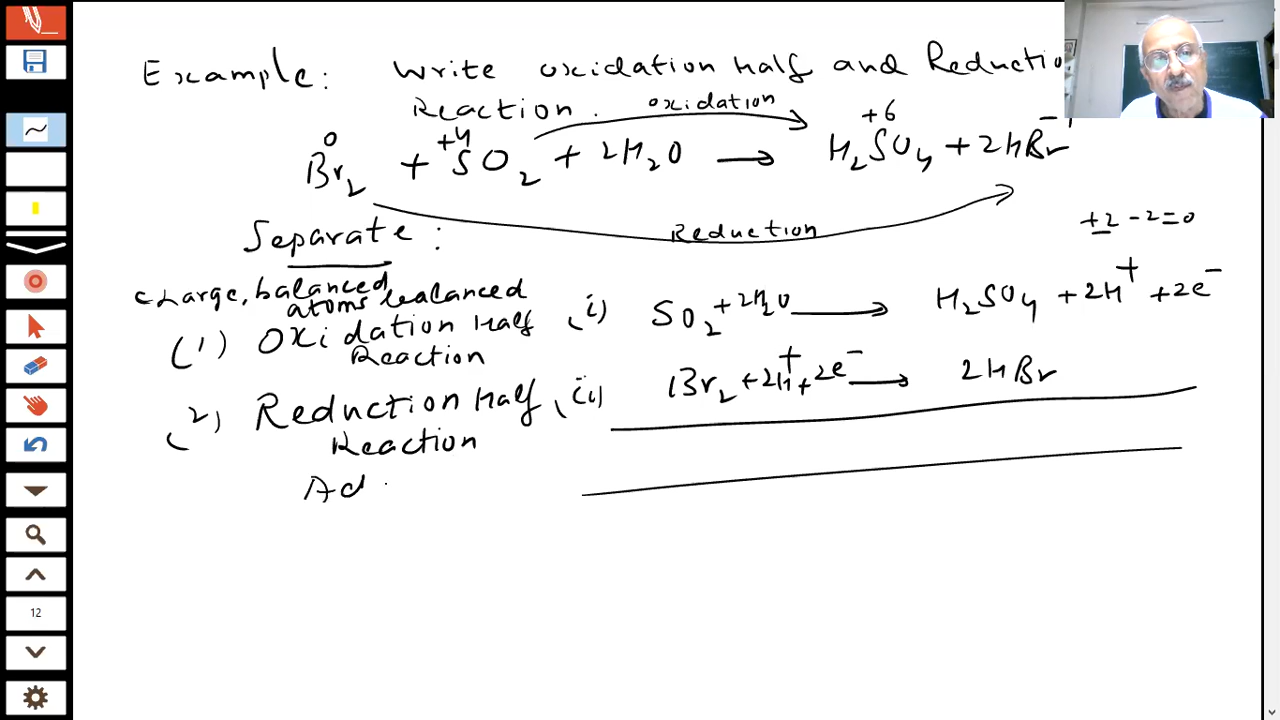 Example: Write oxidation Half and Reductio
Reaction. oxidation
0 +4 +6 -1
Br2 + SO2 + 2H2O → H2SO4 + 2HBr
Separate: Reduction
+2 -2=0
charge, balanced
atoms balanced
(1) Oxidation Half (i) SO2 + 2H2O → H2SO4 + 2H+ + 2e-
Reaction
(2) Reduction Half (ii) Br2 + 2H+ + 2e- → 2HBr
Reaction
Ad
12